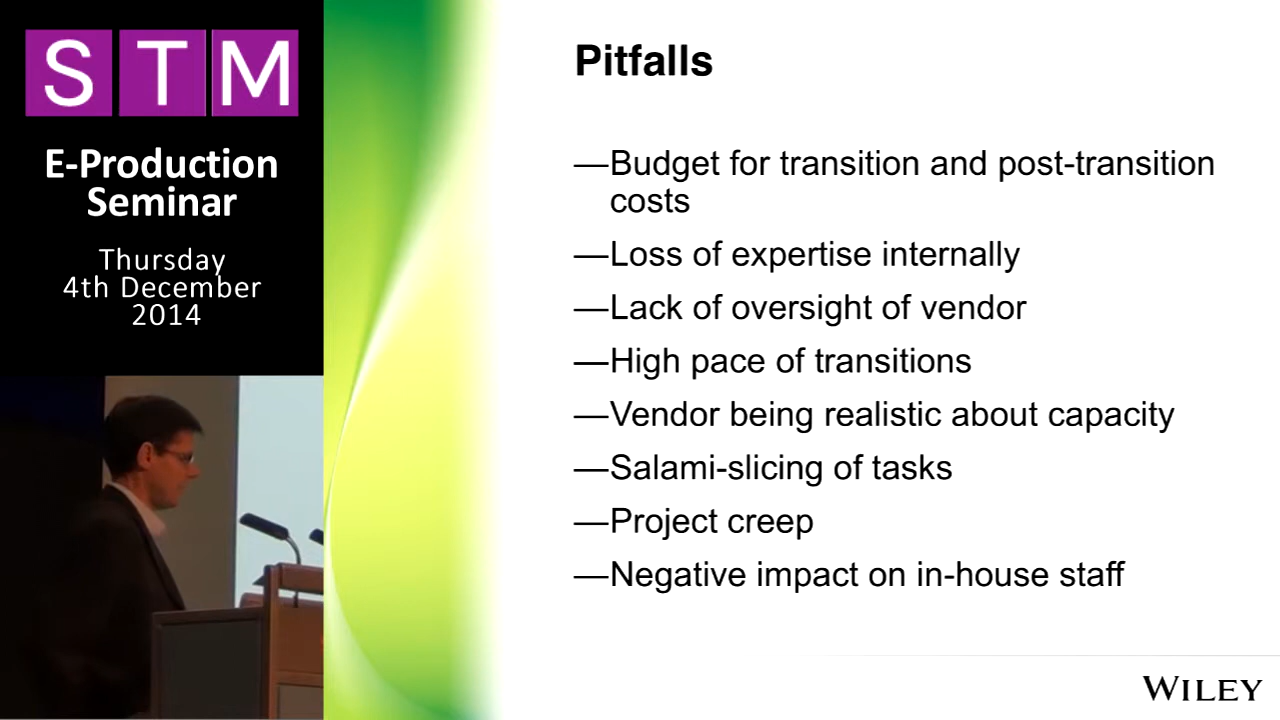 STM
E-Production
Seminar
Thursday
4th December
2014
Pitfalls
—Budget for transition and post-transition
costs
—Loss of expertise internally
—Lack of oversight of vendor
—High pace of transitions
—Vendor being realistic about capacity
—Salami-slicing of tasks
—Project creep
—Negative impact on in-house staff
WILEY